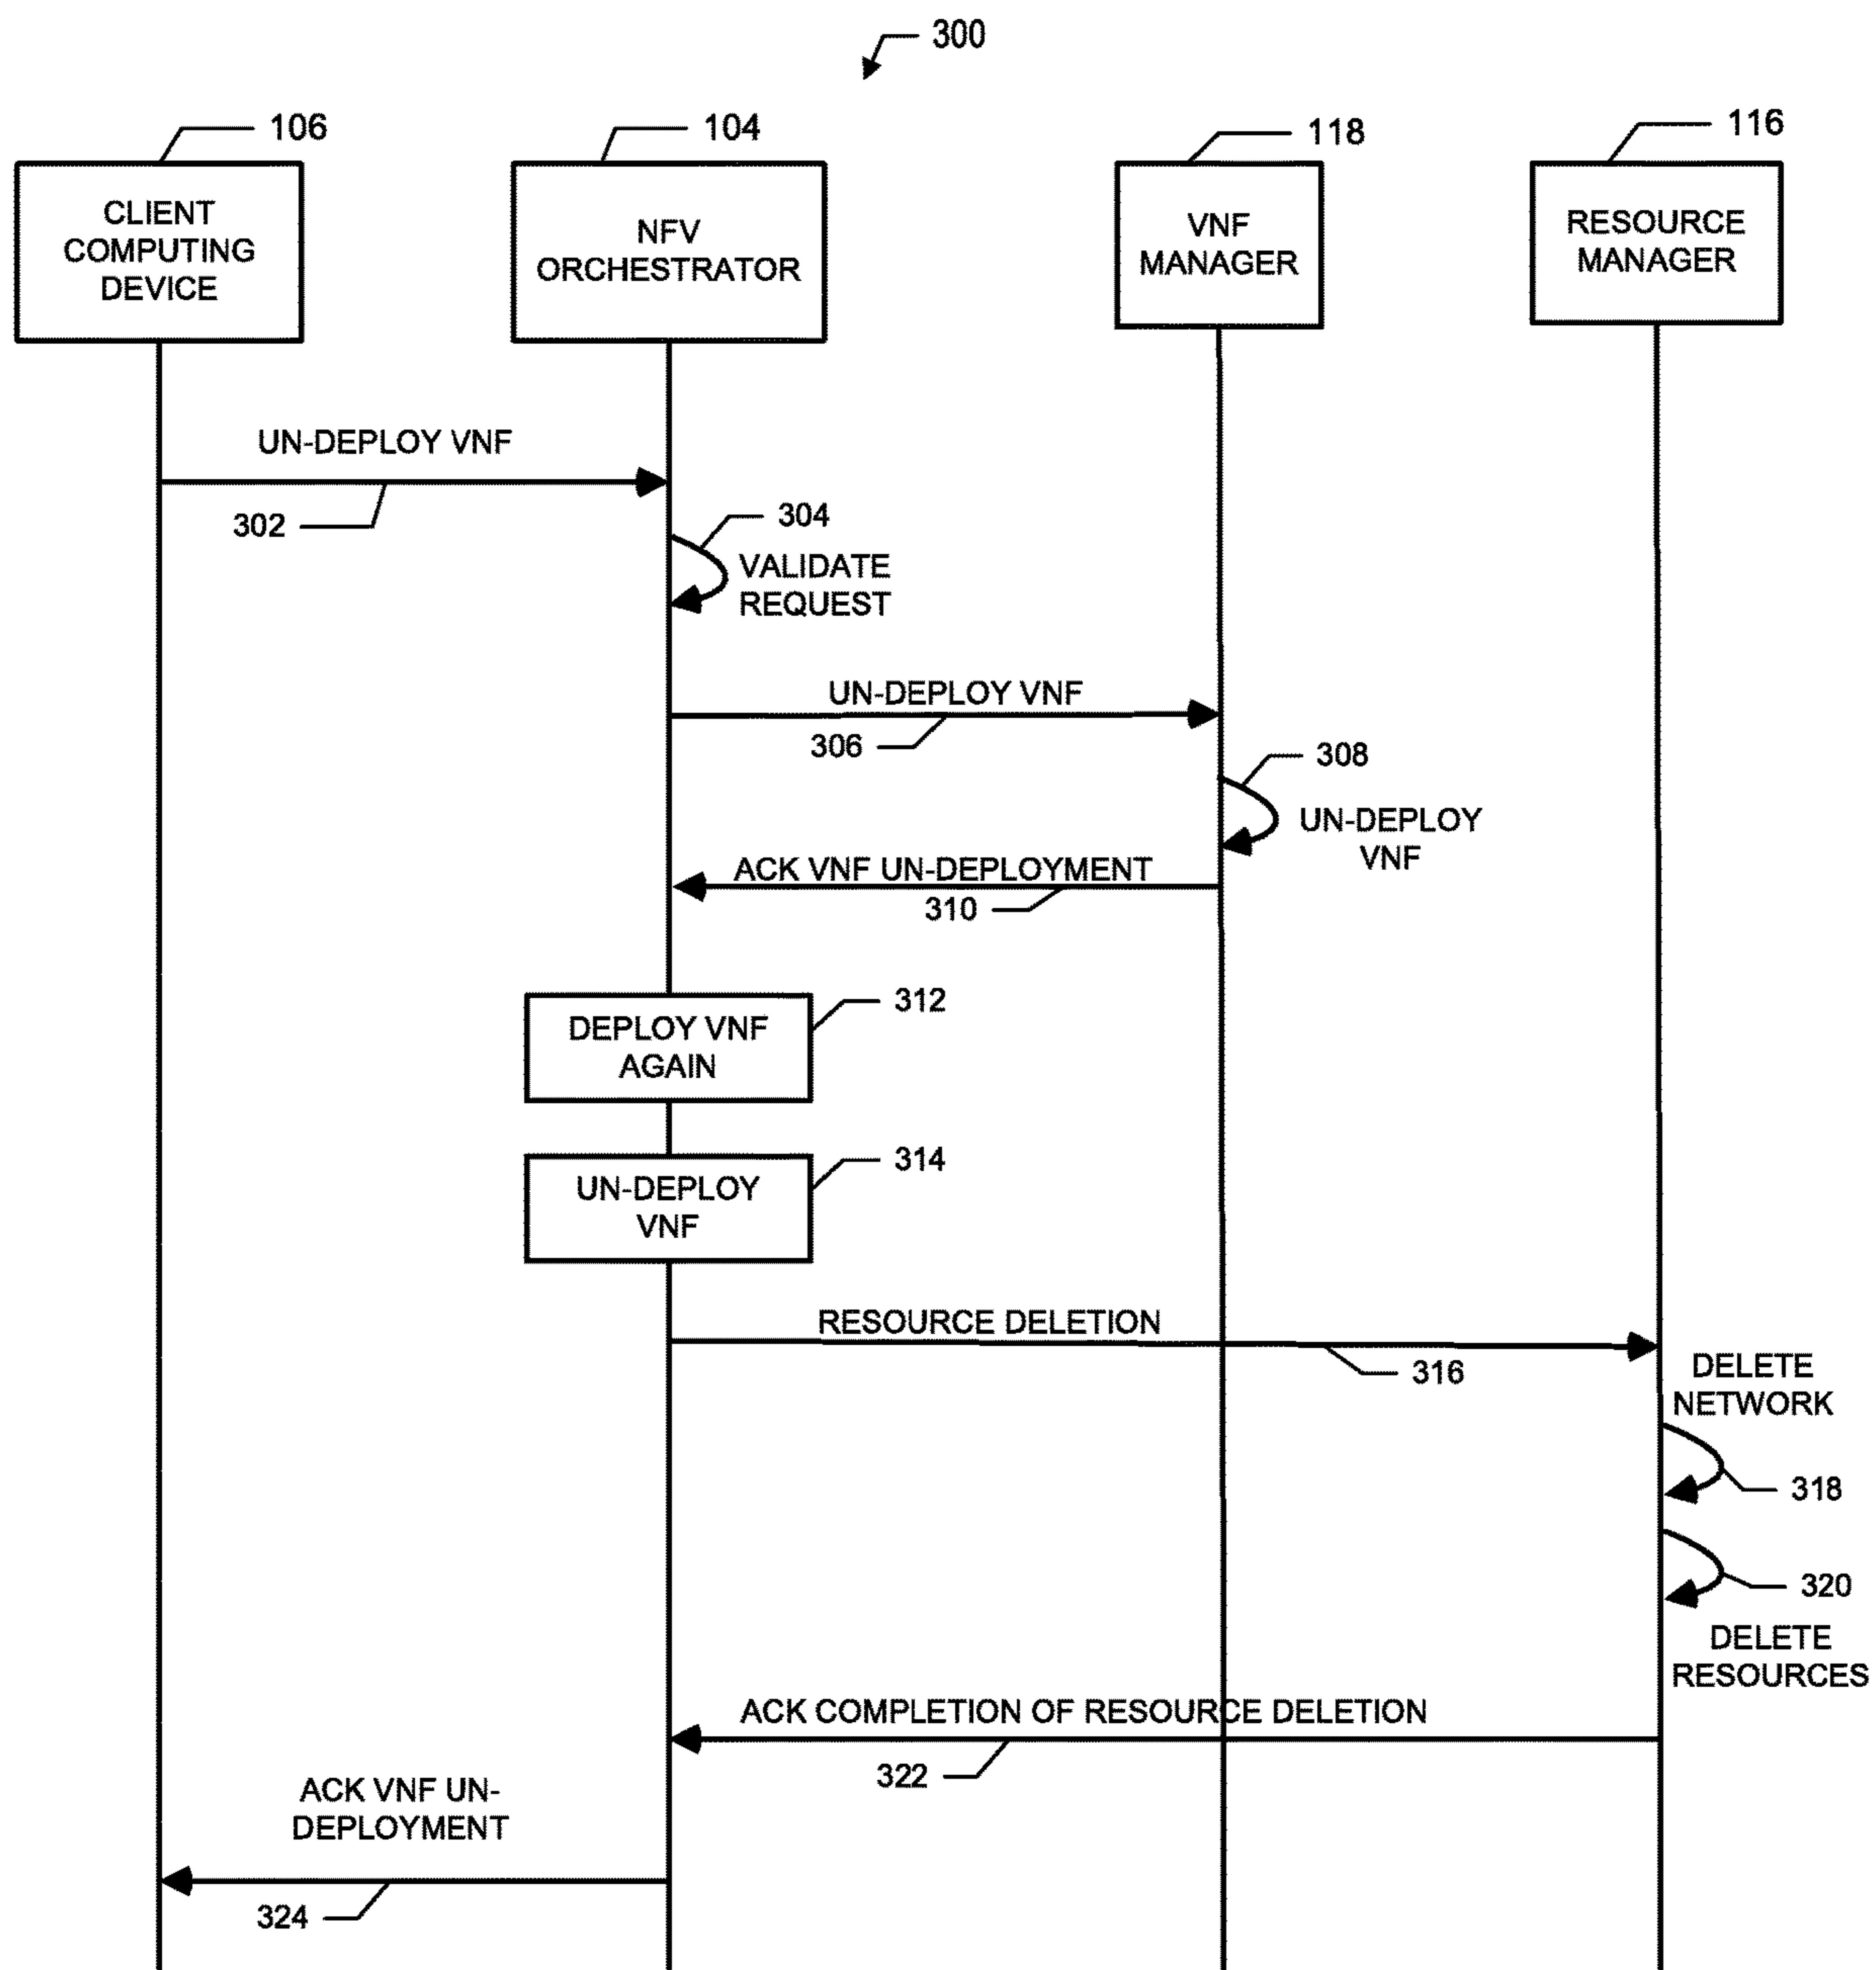 300
106
104
118
116
CLIENT
COMPUTING
DEVICE
NFV
ORCHESTRATOR
VNF
MANAGER
RESOURCE
MANAGER
UN-DEPLOY VNF
302
304
VALIDATE
REQUEST
UN-DEPLOY VNF
306
308
UN-DEPLOY
VNF
ACK VNF UN-DEPLOYMENT
310
312
DEPLOY VNF
AGAIN
314
UN-DEPLOY
VNF
RESOURCE DELETION
316
DELETE
NETWORK
318
320
DELETE
RESOURCES
ACK COMPLETION OF RESOURCE DELETION
322
ACK VNF UN-
DEPLOYMENT
324